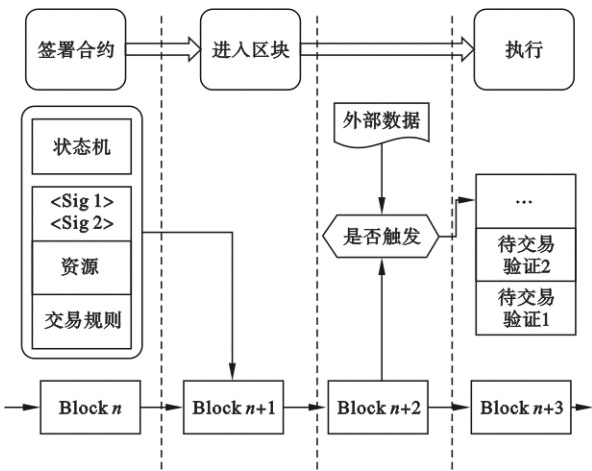 签署合约
进入区块
执行
状态机
<Sig 1>
<Sig 2>
资源
交易规则
外部数据
是否触发
...
待交易
验证2
待交易
验证1
Block n
Block n+1
Block n+2
Block n+3